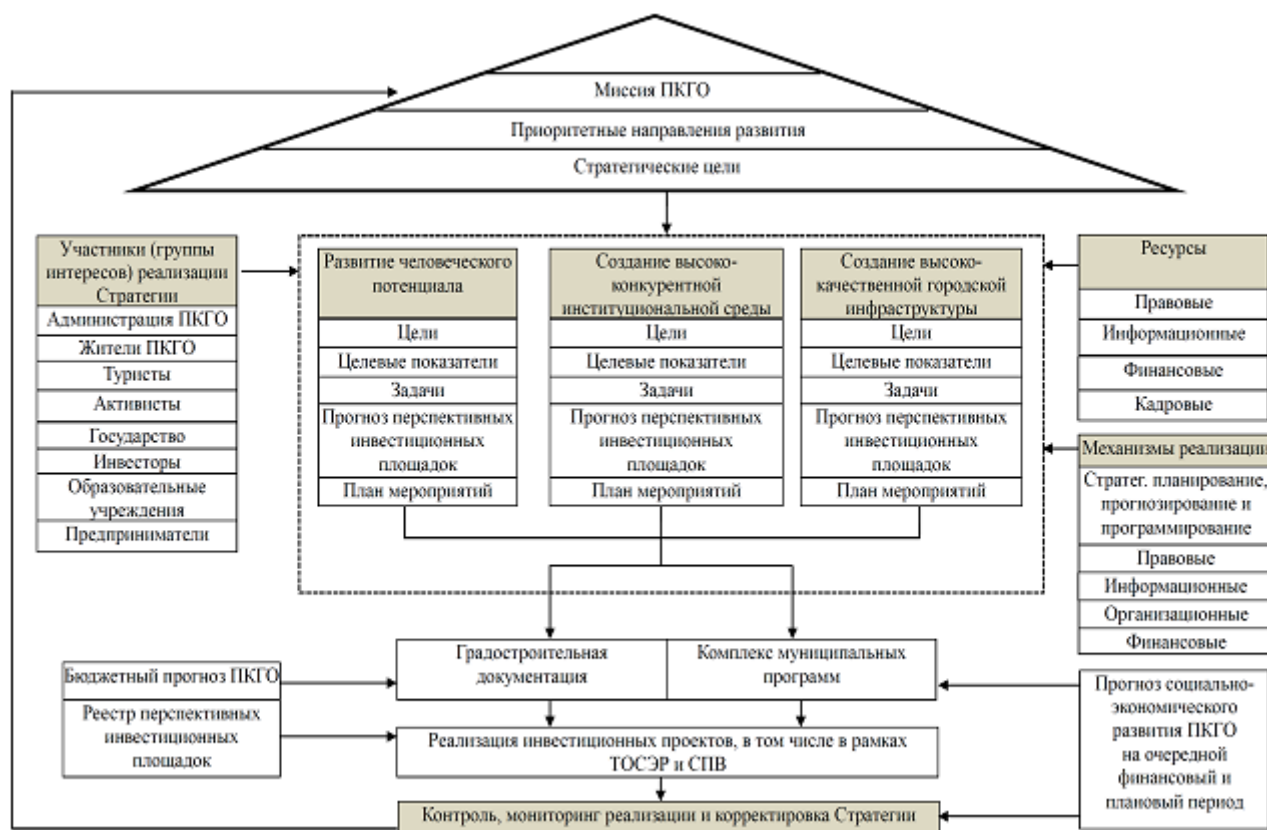 Миссия ПКГО
Приоритетные направления развития
Стратегические цели
Участники (группы
интересов) реализации
Стратегии
Администрация ПКГО
Жители ПКГО
Туристы
Активисты
Государство
Инвесторы
Образовательные
учреждения
Предприниматели
Развитие человеческого
потенциала
Цели
Целевые показатели
Задачи
Прогноз перспективных
инвестиционных
площадок
План мероприятий
Создание высоко-
конкурентной
институциональной среды
Цели
Целевые показатели
Задачи
Прогноз перспективных
инвестиционных
площадок
План мероприятий
Создание высоко-
качественной городской
инфраструктуры
Цели
Целевые показатели
Задачи
Прогноз перспективных
инвестиционных
площадок
План мероприятий
Ресурсы
Правовые
Информационные
Финансовые
Кадровые
Механизмы реализации
Стратег. планирование,
прогнозирование и
программирование
Правовые
Информационные
Организационные
Финансовые
Градостроительная
документация
Комплекс муниципальных
программ
Бюджетный прогноз ПКГО
Реестр перспективных
инвестиционных
площадок
Прогноз социально-
экономического
развития ПКГО
на очередной
финансовый и
плановый период
Реализация инвестиционных проектов, в том числе в рамках
ТОСЭР и СПВ
Контроль, мониторинг реализации и корректировка Стратегии